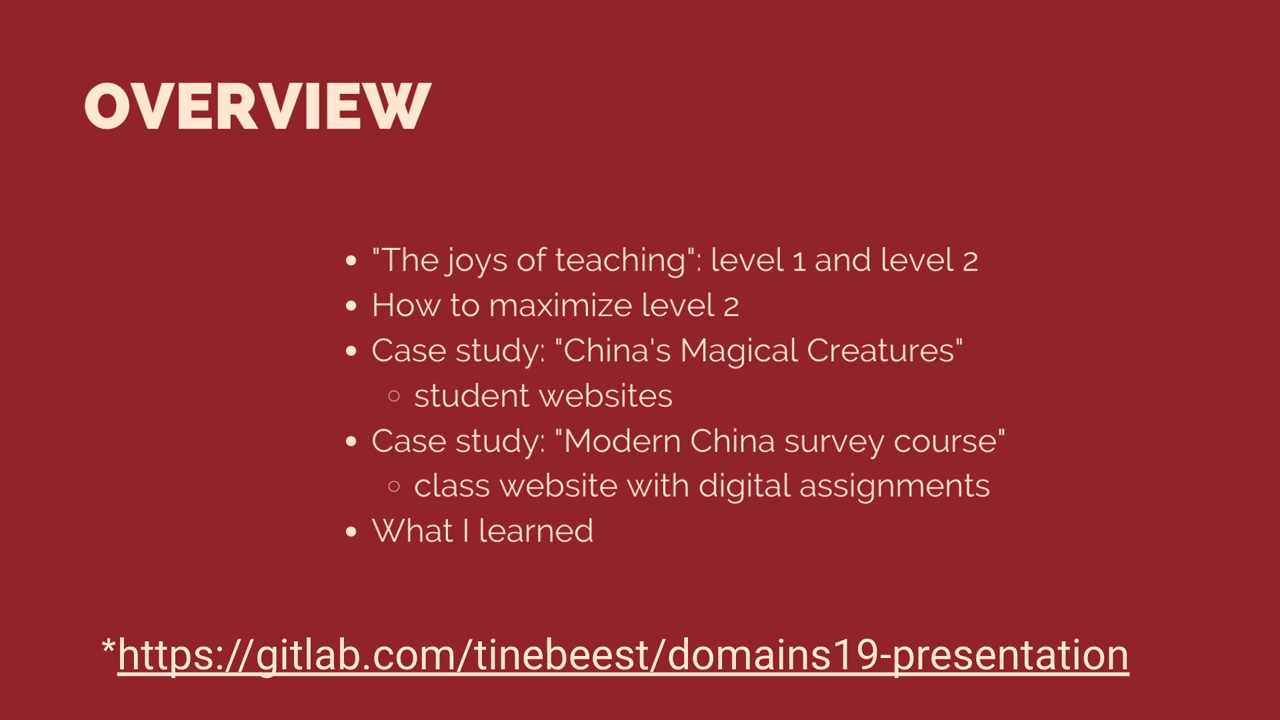 OVERVIEW
• "The joys of teaching": level 1 and level 2
• How to maximize level 2
• Case study: "China's Magical Creatures"
○ student websites
• Case study: "Modern China survey course"
○ class website with digital assignments
• What I learned
*https://gitlab.com/tinebeest/domains19-presentation